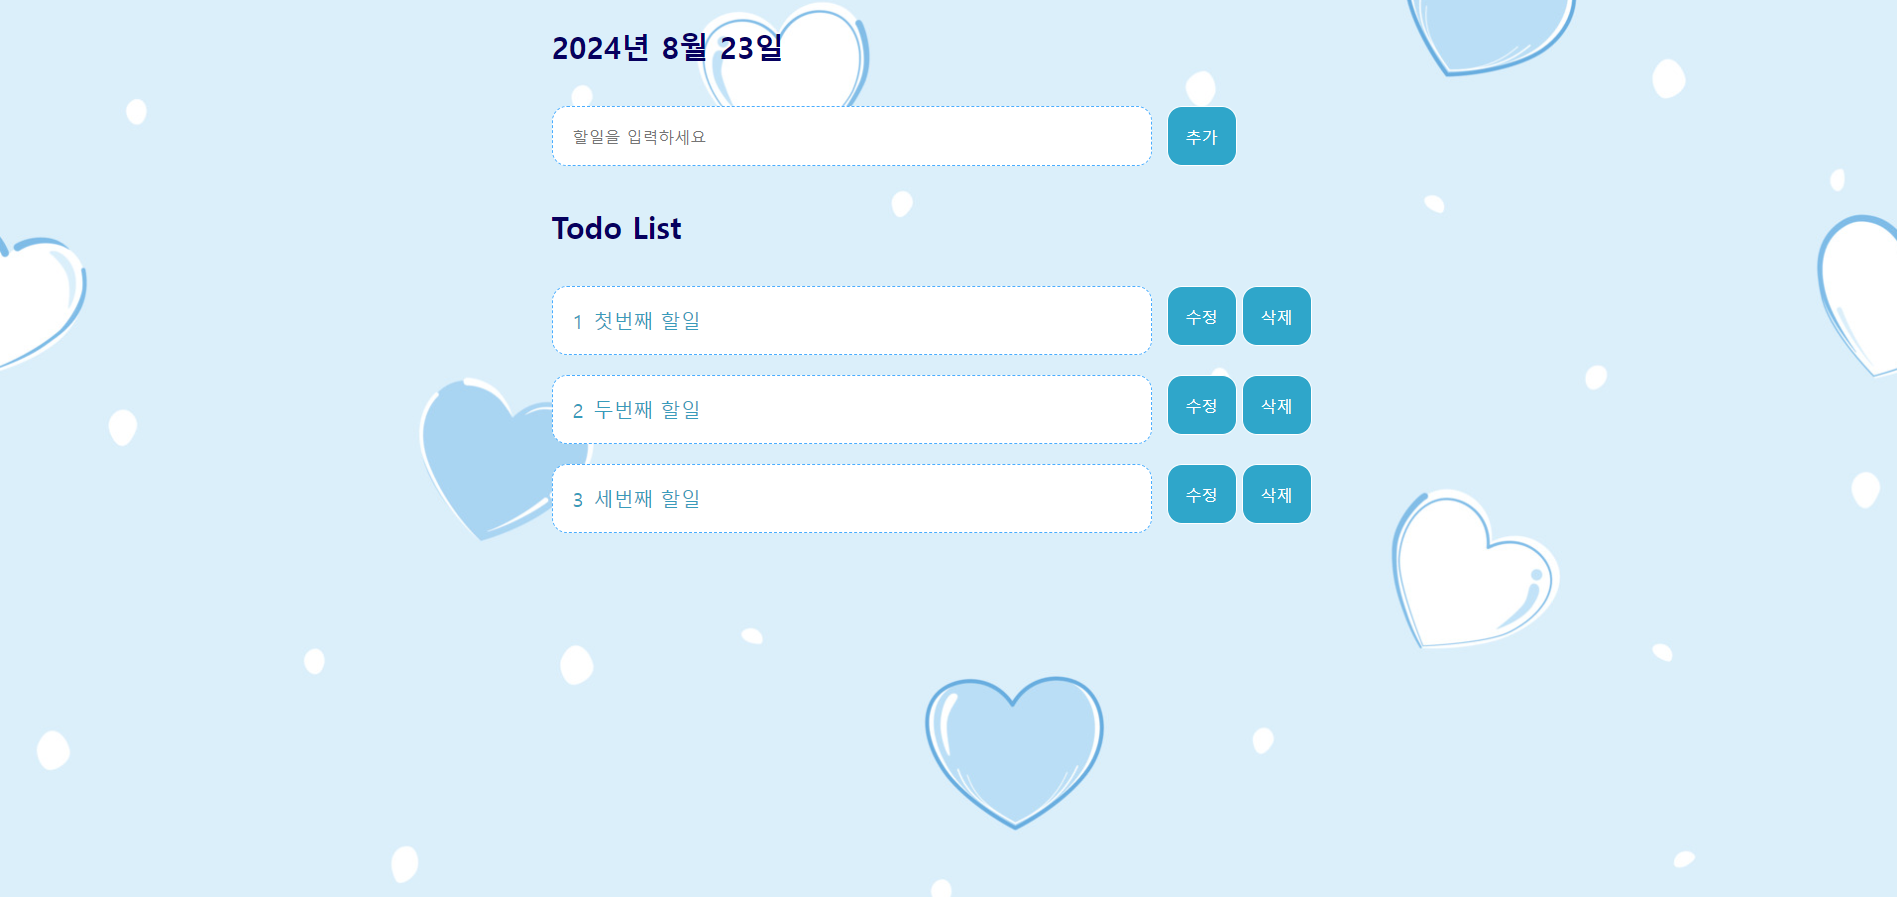 2024년 8월 23일
할일을 입력하세요 추가
Todo List
1 첫번째 할일 수정 삭제
2 두번째 할일 수정 삭제
3 세번째 할일 수정 삭제